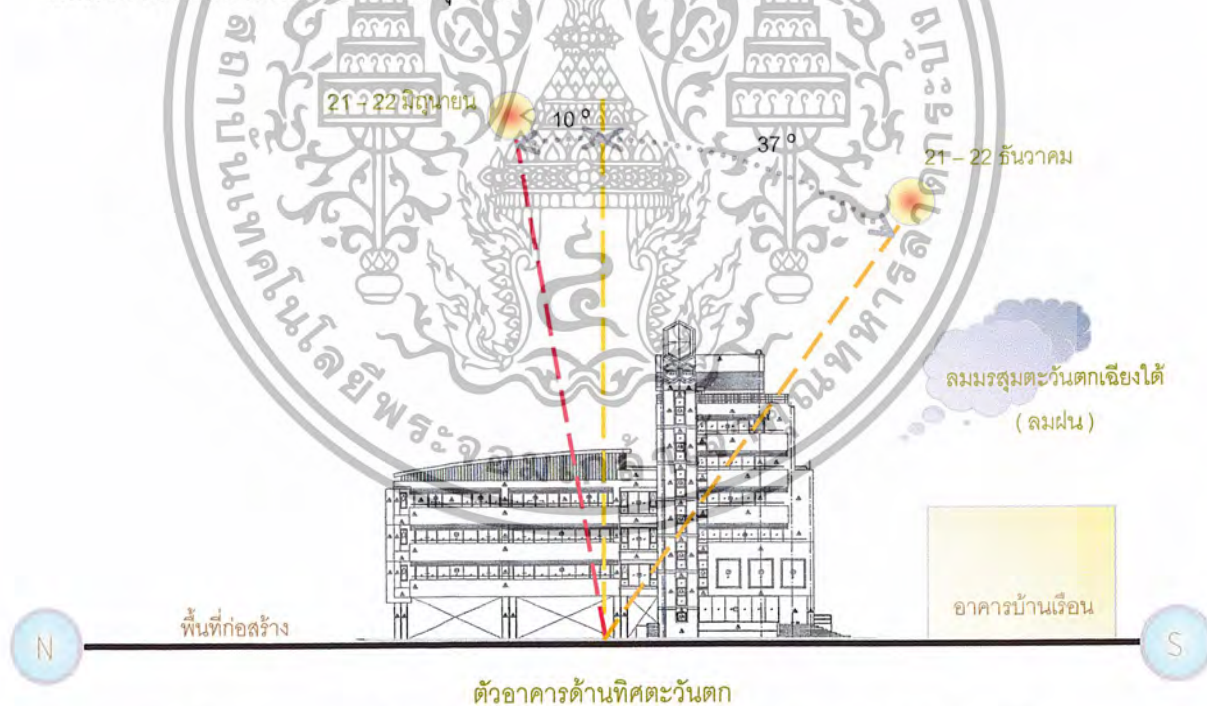 21 – 22 มิถุนายน
10 °
37 °
21 – 22 ธันวาคม
ลมมรสุมตะวันตกเฉียงใต้
( ลมฝน )
อาคารบ้านเรือน
พื้นที่ก่อสร้าง
N
S
ตัวอาคารด้านทิศตะวันตก